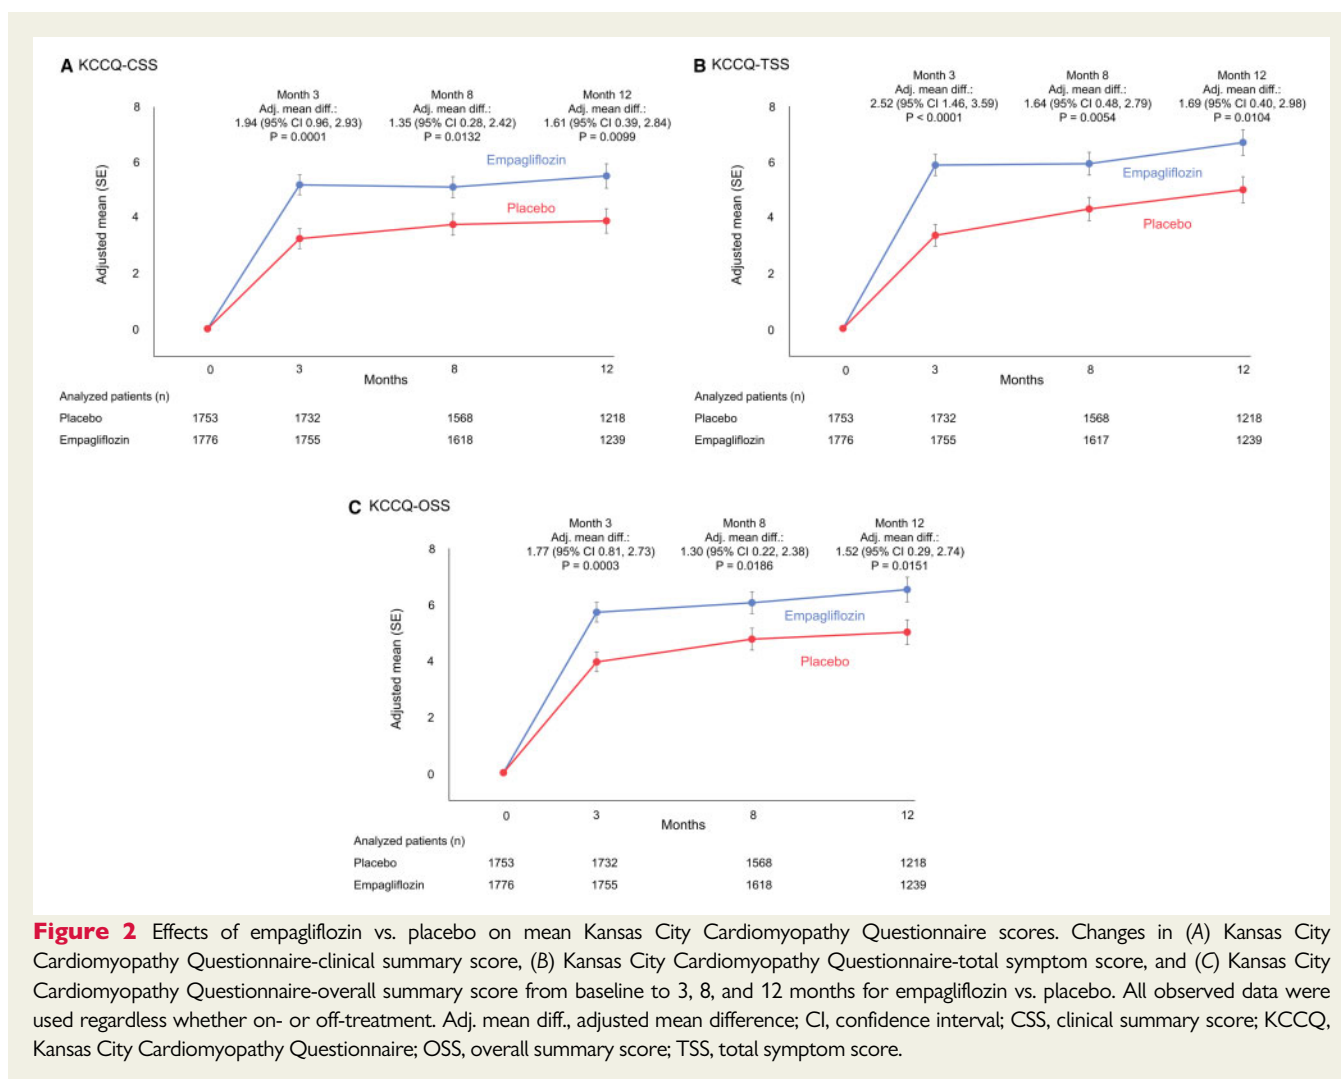 A KCCQ-CSS
Month 3
Adj. mean diff.:
1.94 (95% CI 0.96, 2.93)
P = 0.0001
Month 8
Adj. mean diff.:
1.35 (95% CI 0.28, 2.42)
P = 0.0132
Month 12
Adj. mean diff.:
1.61 (95% CI 0.39, 2.84)
P = 0.0099
Adjusted mean (SE)
8
6
4
2
0
Empagliflozin
Placebo
0 3 8 12
Months
Analyzed patients (n)
Placebo 1753 1732 1568 1218
Empagliflozin 1776 1755 1618 1239
B KCCQ-TSS
Month 3
Adj. mean diff.:
2.52 (95% CI 1.46, 3.59)
P < 0.0001
Month 8
Adj. mean diff.:
1.64 (95% CI 0.48, 2.79)
P = 0.0054
Month 12
Adj. mean diff.:
1.69 (95% CI 0.40, 2.98)
P = 0.0104
Adjusted mean (SE)
8
6
4
2
0
Empagliflozin
Placebo
0 3 8 12
Months
Analyzed patients (n)
Placebo 1753 1732 1568 1218
Empagliflozin 1776 1755 1617 1239
C KCCQ-OSS
Month 3
Adj. mean diff.:
1.77 (95% CI 0.81, 2.73)
P = 0.0003
Month 8
Adj. mean diff.:
1.30 (95% CI 0.22, 2.38)
P = 0.0186
Month 12
Adj. mean diff.:
1.52 (95% CI 0.29, 2.74)
P = 0.0151
Adjusted mean (SE)
8
6
4
2
0
Empagliflozin
Placebo
0 3 8 12
Months
Analyzed patients (n)
Placebo 1753 1732 1568 1218
Empagliflozin 1776 1755 1618 1239
Figure 2 Effects of empagliflozin vs. placebo on mean Kansas City Cardiomyopathy Questionnaire scores. Changes in (A) Kansas City
Cardiomyopathy Questionnaire-clinical summary score, (B) Kansas City Cardiomyopathy Questionnaire-total symptom score, and (C) Kansas City
Cardiomyopathy Questionnaire-overall summary score from baseline to 3, 8, and 12 months for empagliflozin vs. placebo. All observed data were
used regardless whether on- or off-treatment. Adj. mean diff., adjusted mean difference; CI, confidence interval; CSS, clinical summary score; KCCQ,
Kansas City Cardiomyopathy Questionnaire; OSS, overall summary score; TSS, total symptom score.